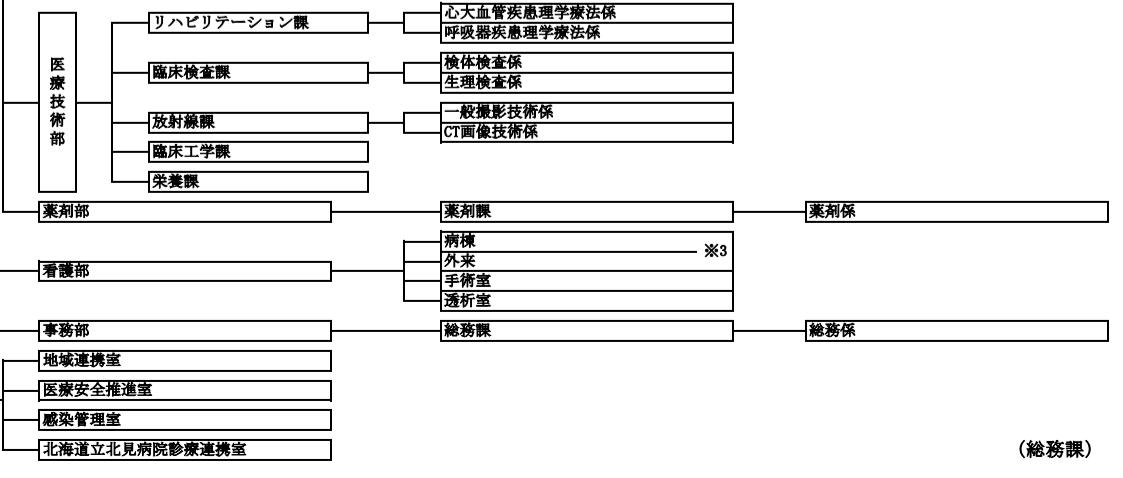 医療技術部
リハビリテーション課
心大血管疾患理学療法係
呼吸器疾患理学療法係
臨床検査課
検体検査係
生理検査係
放射線課
一般撮影技術係
CT画像技術係
臨床工学課
栄養課
薬剤部
薬剤課
薬剤係
看護部
病棟
※3
外来
手術室
透析室
事務部
総務課
総務係
地域連携室
医療安全推進室
感染管理室
北海道立北見病院診療連携室
(総務課)